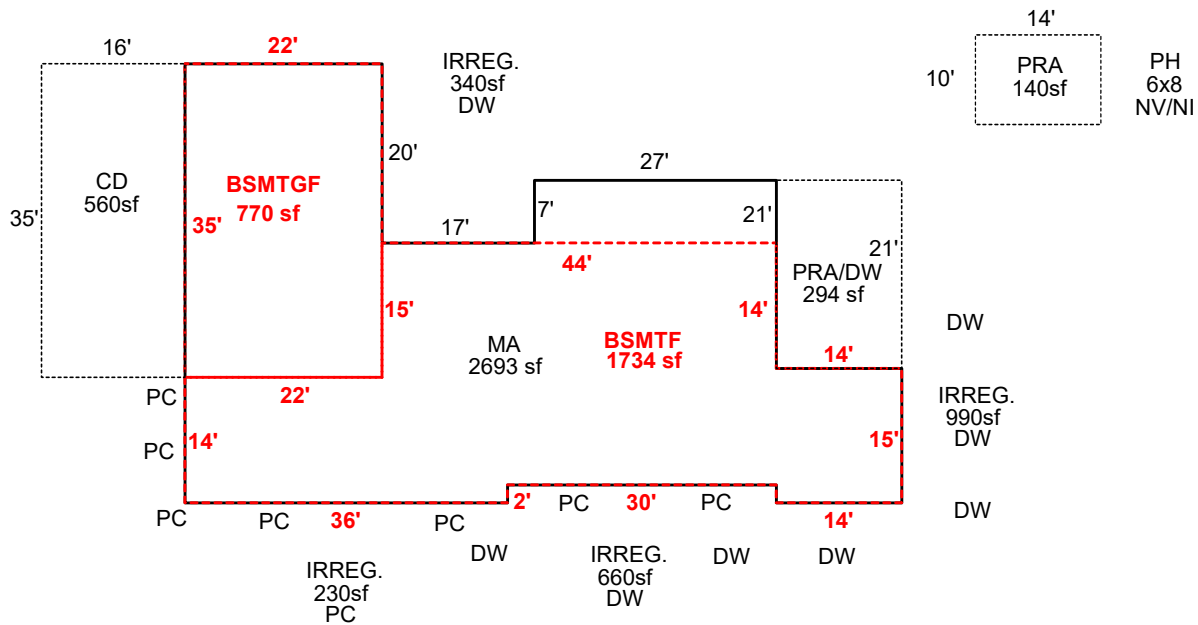 16'
22'
IRREG.
340sf
DW
14'
10'
PRA
140sf
PH
6x8
NV/NI
35'
CD
560sf
35'
BSMTGF
770 sf
20'
17'
7'
27'
21'
21'
44'
PRA/DW
294 sf
15'
14'
DW
MA
2693 sf
BSMTF
1734 sf
14'
22'
PC
IRREG.
990sf
DW
14'
PC
15'
PC
PC
36'
PC
2'
PC
30'
PC
14'
DW
DW
DW
DW
IRREG.
230sf
PC
IRREG.
660sf
DW